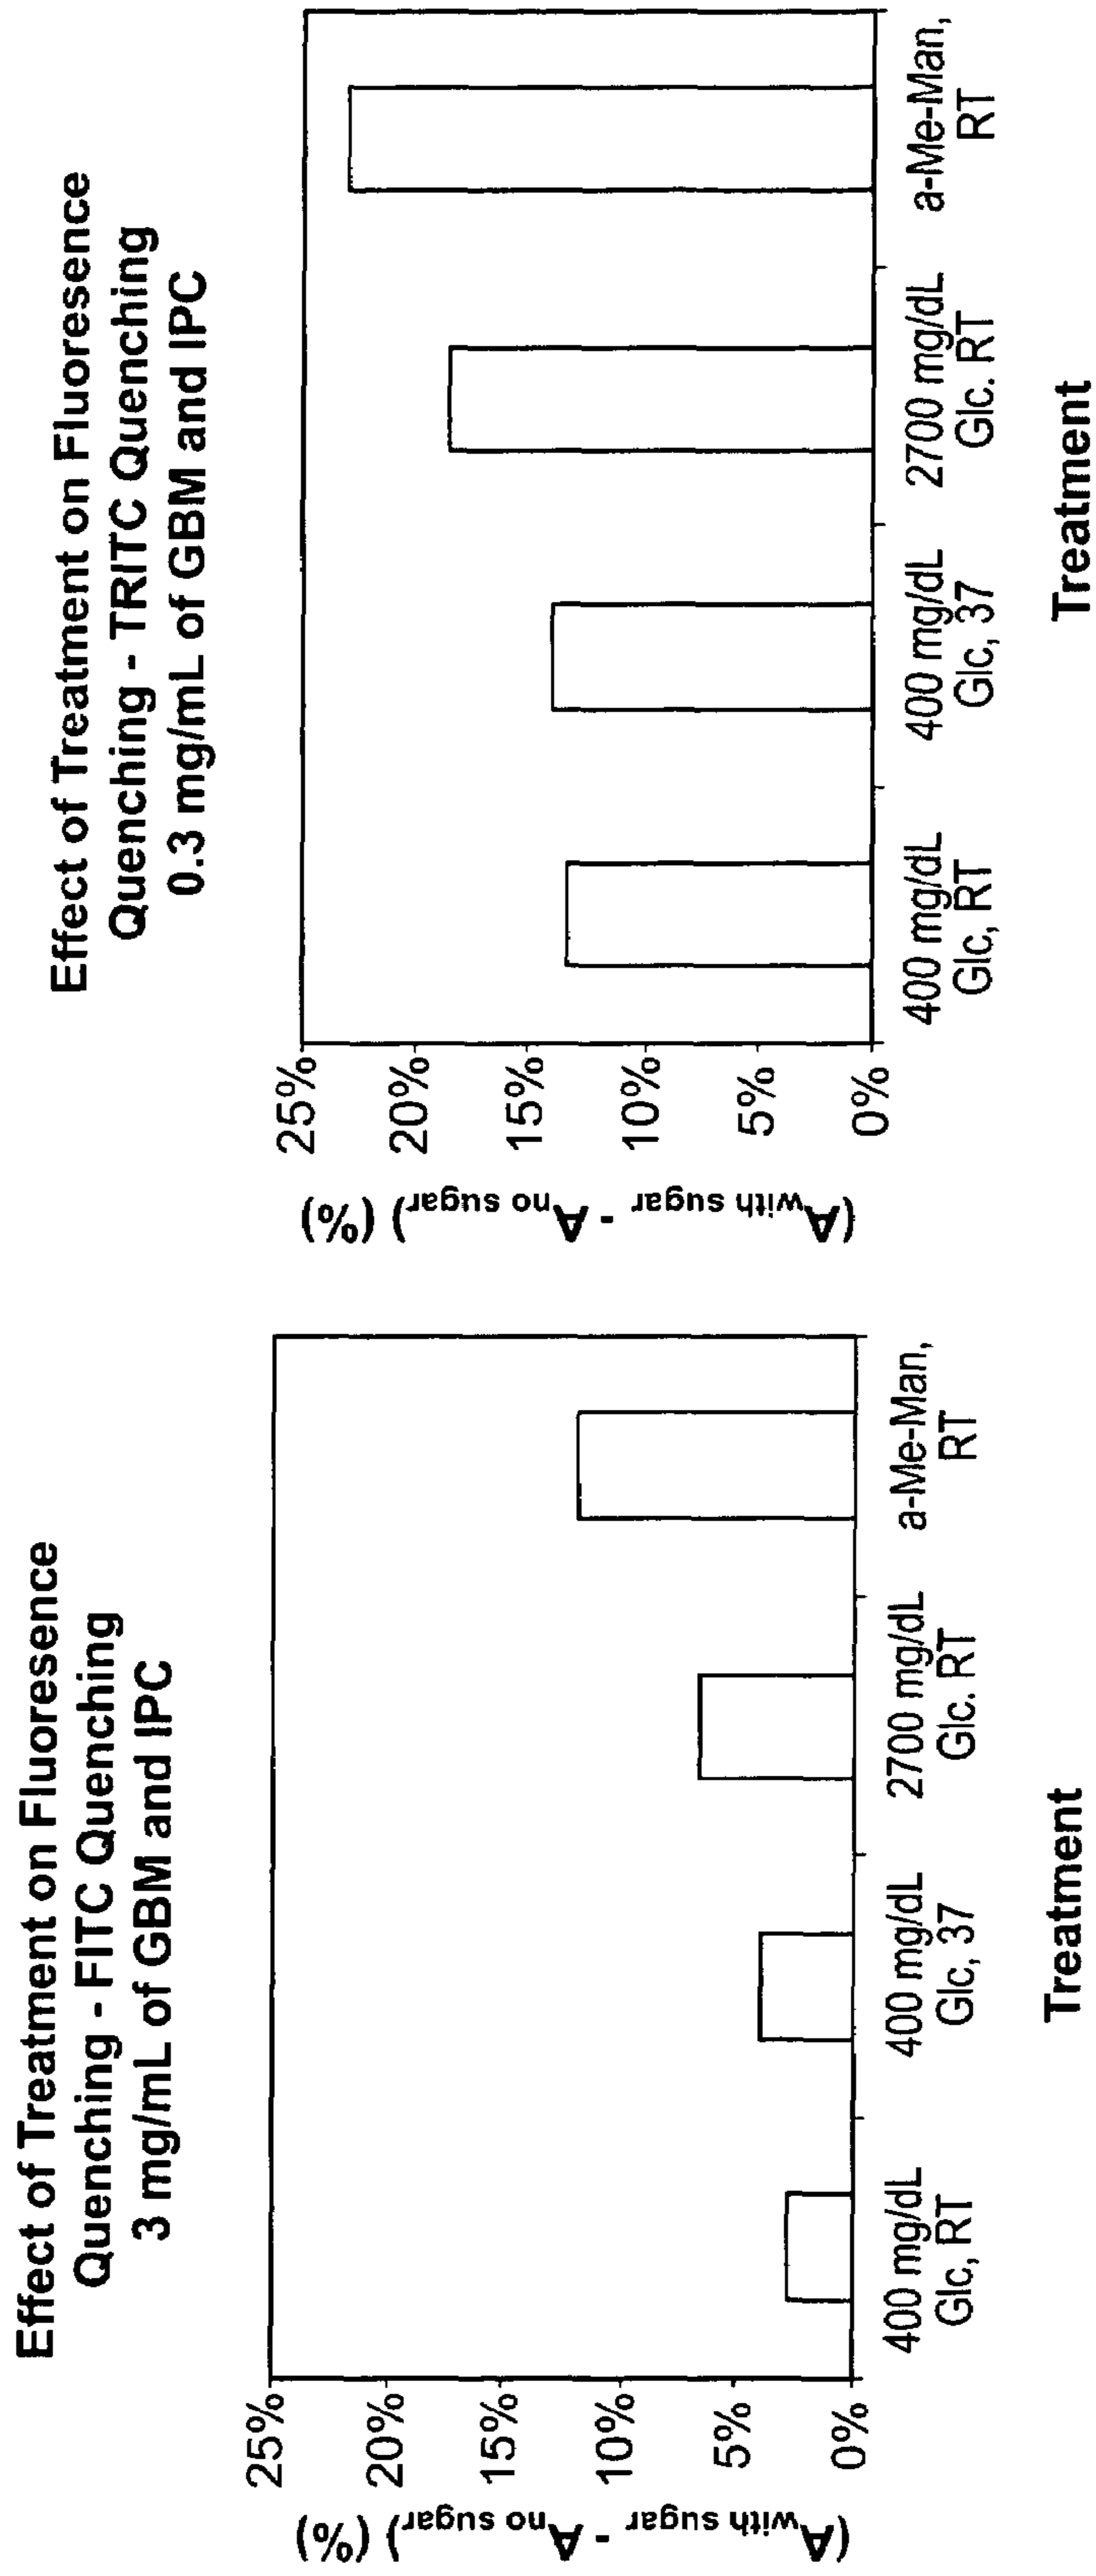 Effect of Treatment on Fluoresence
Quenching - FITC Quenching
3 mg/mL of GBM and IPC
(A with sugar - A no sugar) (%)
25%
20%
15%
10%
5%
0%
400 mg/dL
Glc, RT
400 mg/dL
Glc, 37
2700 mg/dL
Glc. RT
a-Me-Man,
RT
Treatment
Effect of Treatment on Fluoresence
Quenching - TRITC Quenching
0.3 mg/mL of GBM and IPC
(A with sugar - A no sugar) (%)
25%
20%
15%
10%
5%
0%
400 mg/dL
Glc, RT
400 mg/dL
Glc, 37
2700 mg/dL
Glc. RT
a-Me-Man,
RT
Treatment